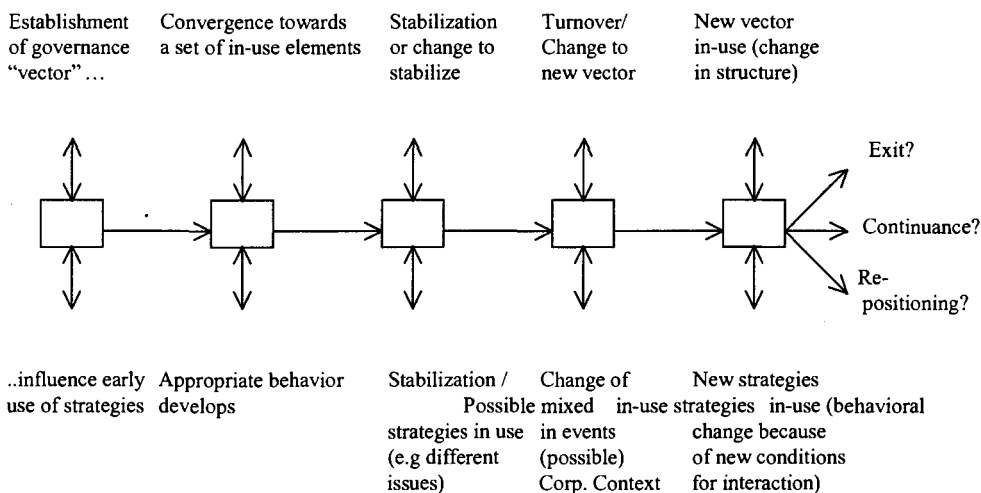 Establishment
of governance
“vector” …
Convergence towards
a set of in-use elements
Stabilization
or change to
stabilize
Turnover/
Change to
new vector
New vector
in-use (change
in structure)
Exit?
Continuance?
Re-
positioning?
..influence early
use of strategies
Appropriate behavior
develops
Stabilization /
Possible mixed
strategies in use
(e.g different
issues)
Change of
in-use strategies
in events
(possible)
Corp. Context
New strategies
in-use (behavioral
change because
of new conditions
for interaction)